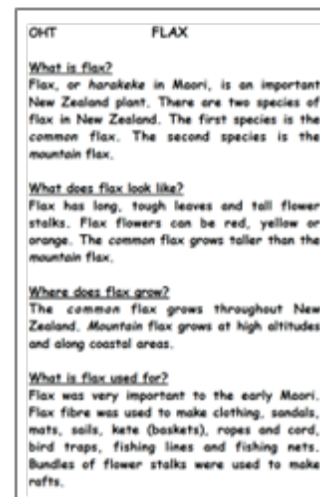 OHT FLAX
What is flax?
Flax, or harakeke in Maori, is an important
New Zealand plant. There are two species of
flax in New Zealand. The first species is the
common flax. The second species is the
mountain flax.
What does flax look like?
Flax has long, tough leaves and tall flower
stalks. Flax flowers can be red, yellow or
orange. The common flax grows taller than the
mountain flax.
Where does flax grow?
The common flax grows throughout New
Zealand. Mountain flax grows at high altitudes
and along coastal areas.
What is flax used for?
Flax was very important to the early Maori.
Flax fibre was used to make clothing, sandals,
mats, sails, kete (baskets), ropes and cord,
bird traps, fishing lines and fishing nets.
Bundles of flower stalks were used to make
rafts.